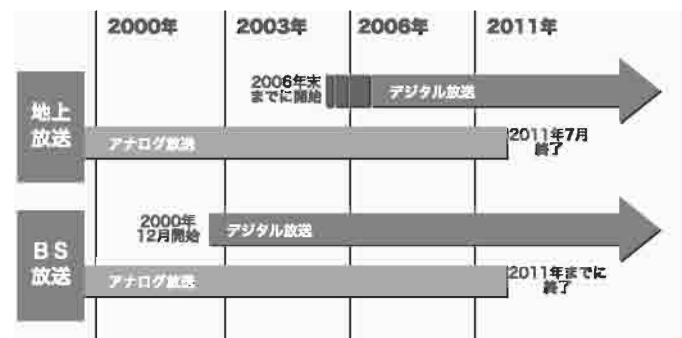 2000年 2003年 2006年 2011年
地上
放送
2006年末
までに開始
デジタル放送
アナログ放送
2011年7月
終了
BS
放送
2000年
12月開始
デジタル放送
アナログ放送
2011年までに
終了